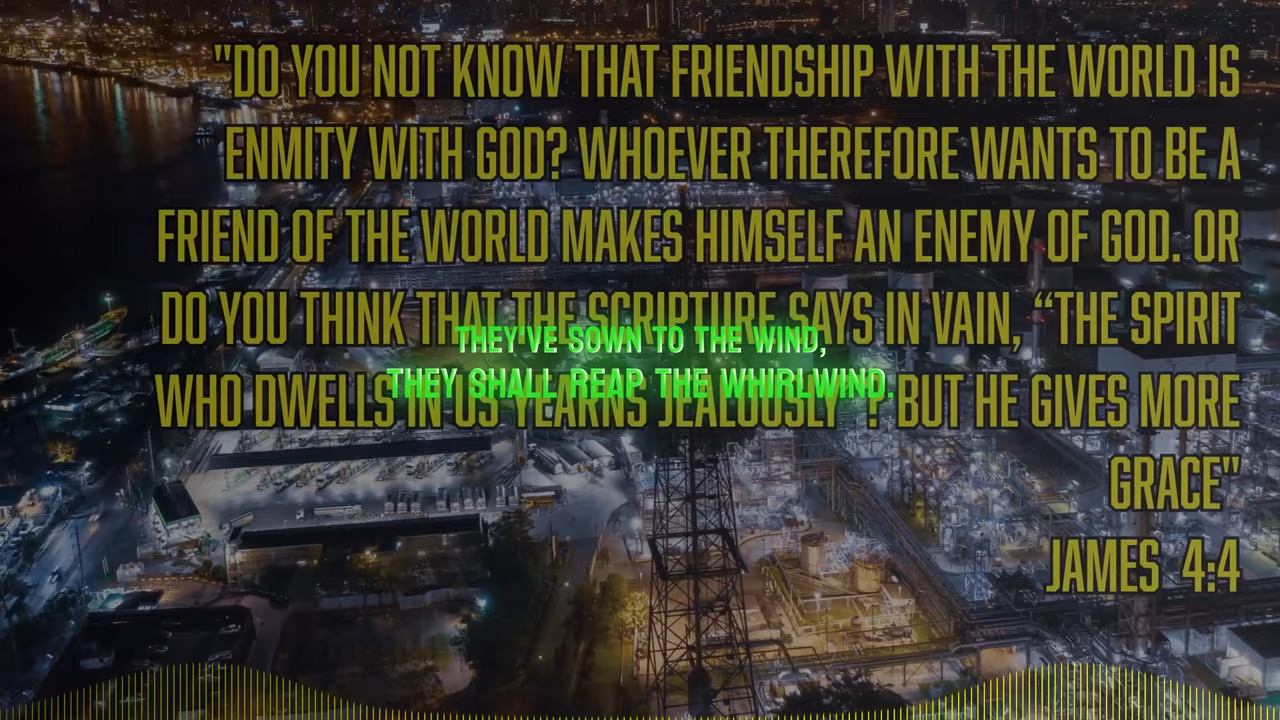 "DO YOU NOT KNOW THAT FRIENDSHIP WITH THE WORLD IS
ENMITY WITH GOD? WHOEVER THEREFORE WANTS TO BE A
FRIEND OF THE WORLD MAKES HIMSELF AN ENEMY OF GOD. OR
DO YOU THINK THAT THE SCRIPTURE SAYS IN VAIN, “THE SPIRIT
THEY'VE SOWN TO THE WIND,
THEY SHALL REAP THE WHIRLWIND.
WHO DWELLS IN US YEARNS JEALOUSLY”? BUT HE GIVES MORE
GRACE"
JAMES 4:4